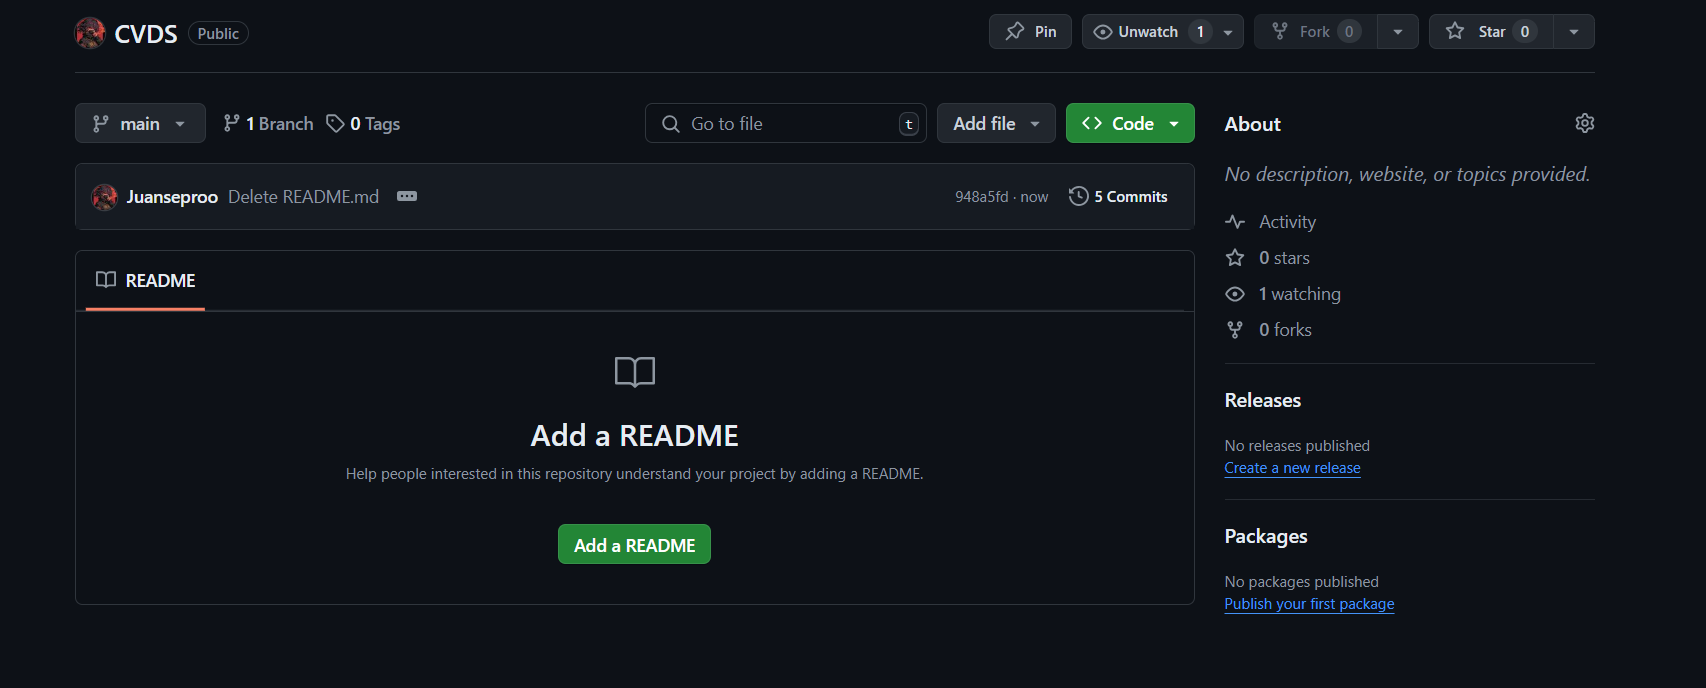 CVDS Public Pin Unwatch 1 Fork 0 Star 0
main 1 Branch 0 Tags Go to file t Add file Code
Juanseproo Delete README.md 948a5fd · now 5 Commits
README
Add a README
Help people interested in this repository understand your project by adding a README.
Add a README
About
No description, website, or topics provided.
Activity
0 stars
1 watching
0 forks
Releases
No releases published
Create a new release
Packages
No packages published
Publish your first package